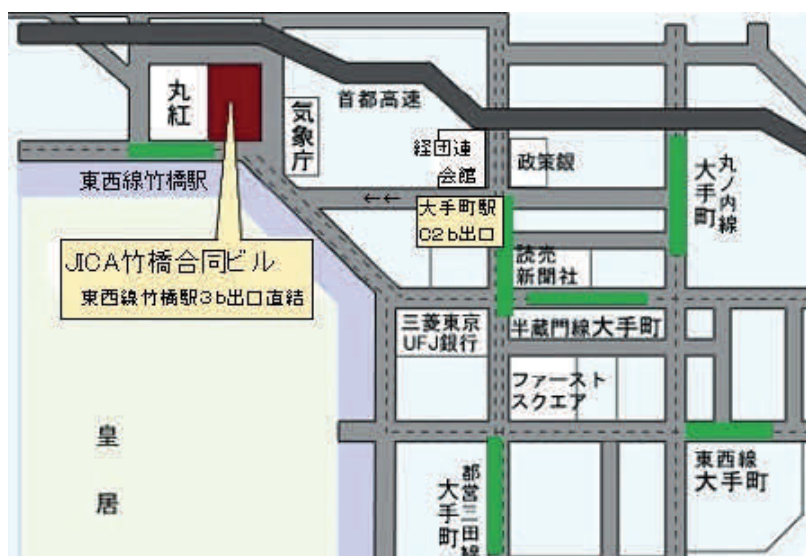 丸紅
気象庁
首都高速
経団連
会館
政策銀
丸ノ内線
大手町
東西線竹橋駅
←←
大手町駅
C2b出口
JICA竹橋合同ビル
東西線竹橋駅3b出口直結
読売
新聞社
三菱東京
UFJ銀行
半蔵門線大手町
ファースト
スクエア
皇居
都営三田線
大手町
東西線
大手町